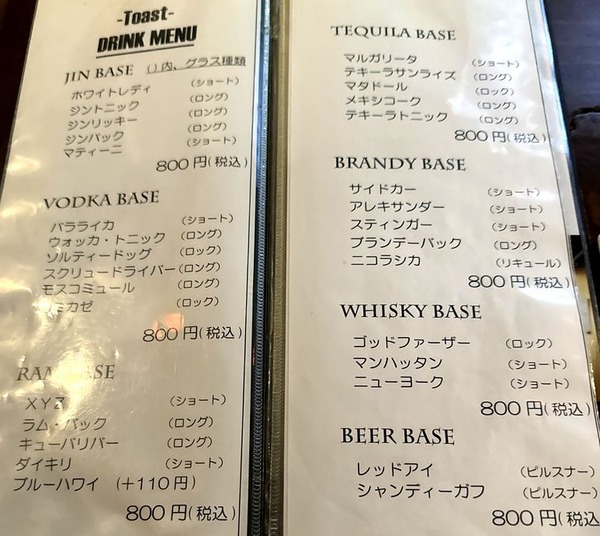 -Toast-
DRINK MENU
JIN BASE ( )内、グラス種類
ホワイトレディ (ショート)
ジントニック (ロング)
ジンリッキー (ロング)
ジンバック (ロング)
マティーニ (ショート)
800円(税込)
VODKA BASE
バラライカ (ショート)
ウォッカ・トニック (ロング)
ソルティードッグ (ロック)
スクリュードライバー (ロング)
モスコミュール (ロング)
ミカゼ (ロック)
800円(税込)
BASE
XYZ (ショート)
ラム・バック (ロング)
キューバリバー (ロング)
ダイキリ (ショート)
ブルーハワイ (+110円)
800円(税込)
TEQUILA BASE
マルガリータ (ショート)
テキーラサンライズ (ロング)
マタドール (ロック)
メキシコーク (ロング)
テキーラトニック (ロング)
800円(税込)
BRANDY BASE
サイドカー (ショート)
アレキサンダー (ショート)
スティンガー (ショート)
ブランデーバック (ロング)
ニコラシカ (リキュール)
800円(税込)
WHISKY BASE
ゴッドファーザー (ロック)
マンハッタン (ショート)
ニューヨーク (ショート)
800円(税込)
BEER BASE
レッドアイ (ピルスナー)
シャンディーガフ (ピルスナー)
800円(税込)